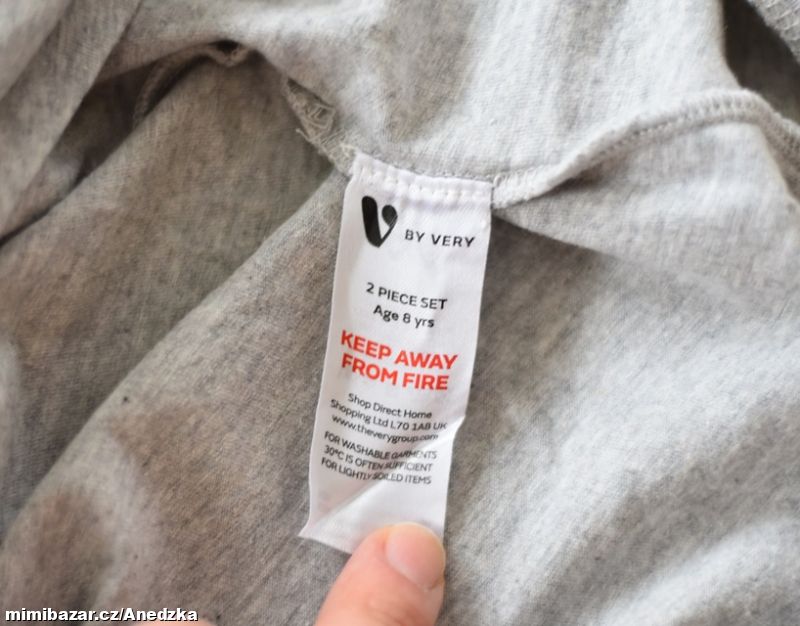 V BY VERY
2 PIECE SET
Age 8 yrs
KEEP AWAY
FROM FIRE
Shop Direct Home
Shopping Ltd L70 1AB UK
www.theverygroup.com
FOR WASHABLE GARMENTS
30°C IS OFTEN SUFFICIENT
FOR LIGHTLY SOILED ITEMS
mimibazar.cz/Anedzka